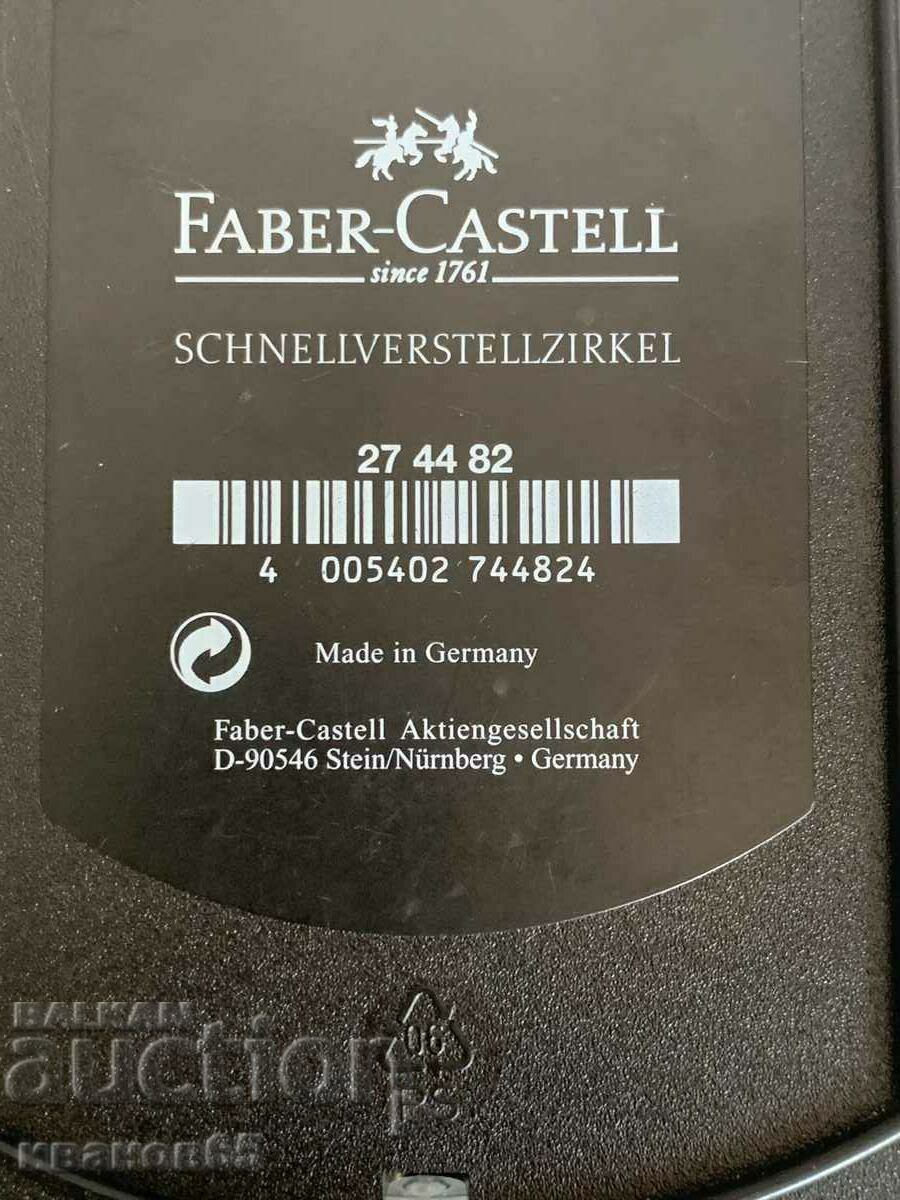 FABER-CASTELL
since 1761
SCHNELLVERSTELLZIRKEL
27 44 82
4 005402 744824
Made in Germany
Faber-Castell Aktiengesellschaft
D-90546 Stein/Nürnberg • Germany
BALKAN
auction
06
PS
иванов65